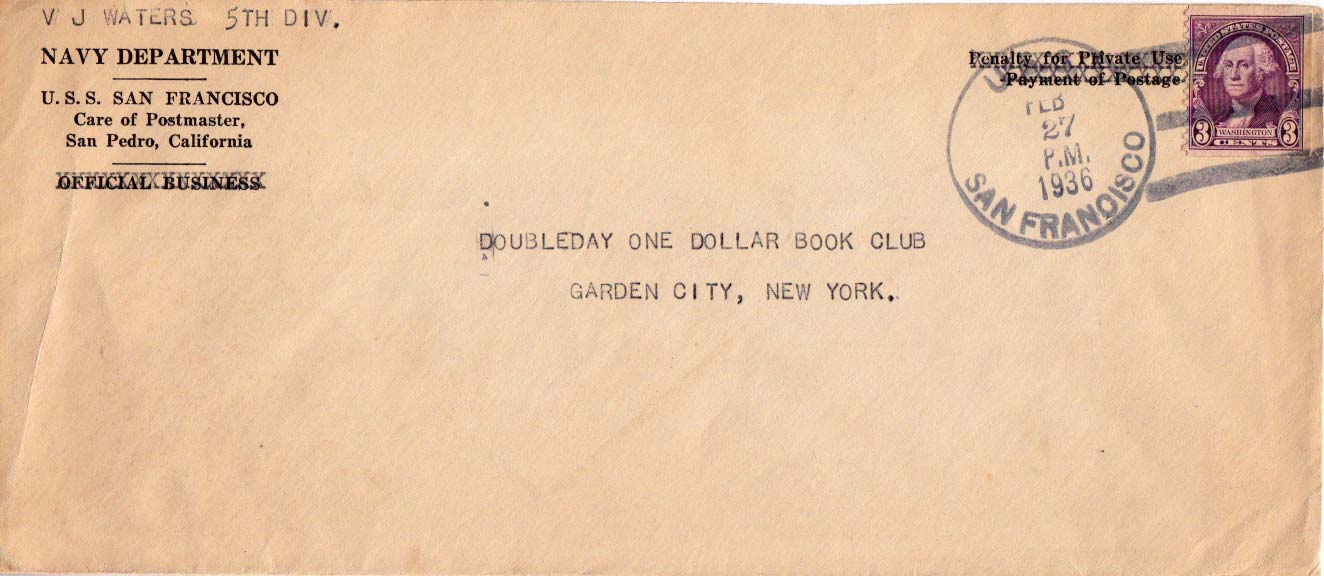 V J WATERS 5TH DIV.
NAVY DEPARTMENT
U. S. S. SAN FRANCISCO
Care of Postmaster,
San Pedro, California
OFFICIAL BUSINESS
Penalty for Private Use
Payment of Postage
UNITED STATES POSTAGE
3 WASHINGTON 3
CENTS
FEB
27
P.M.
1936
SAN FRANCISCO
DOUBLEDAY ONE DOLLAR BOOK CLUB
GARDEN CITY, NEW YORK.